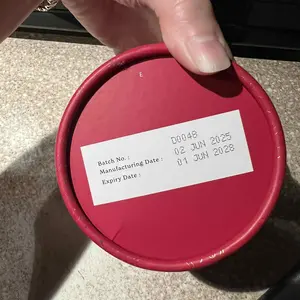 E
Batch No. : D0048
Manufacturing Date : 02 JUN 2025
Expiry Date : 01 JUN 2028